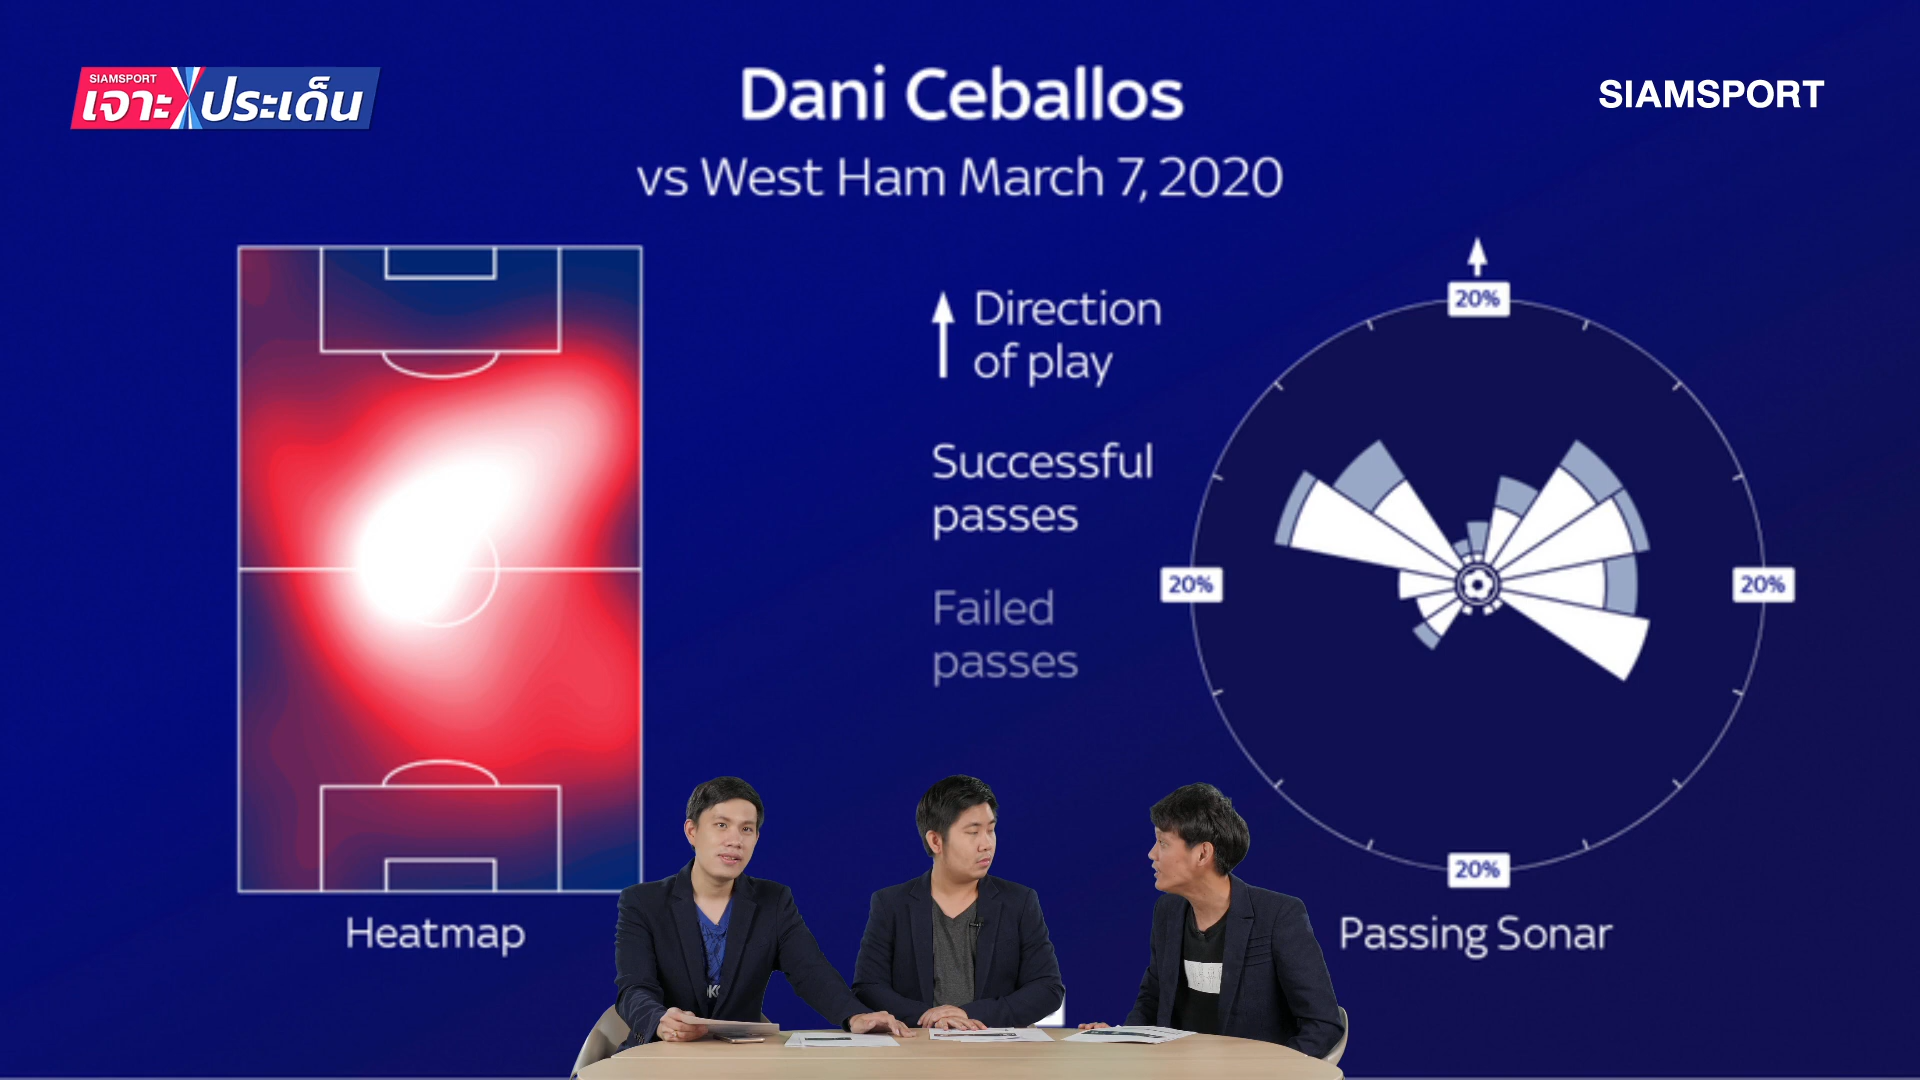 SIAMSPORT
เจาะ ประเด็น
Dani Ceballos
vs West Ham March 7, 2020
SIAMSPORT
Direction
of play
Successful
passes
Failed
passes
20%
20%
20%
20%
Heatmap
Passing Sonar